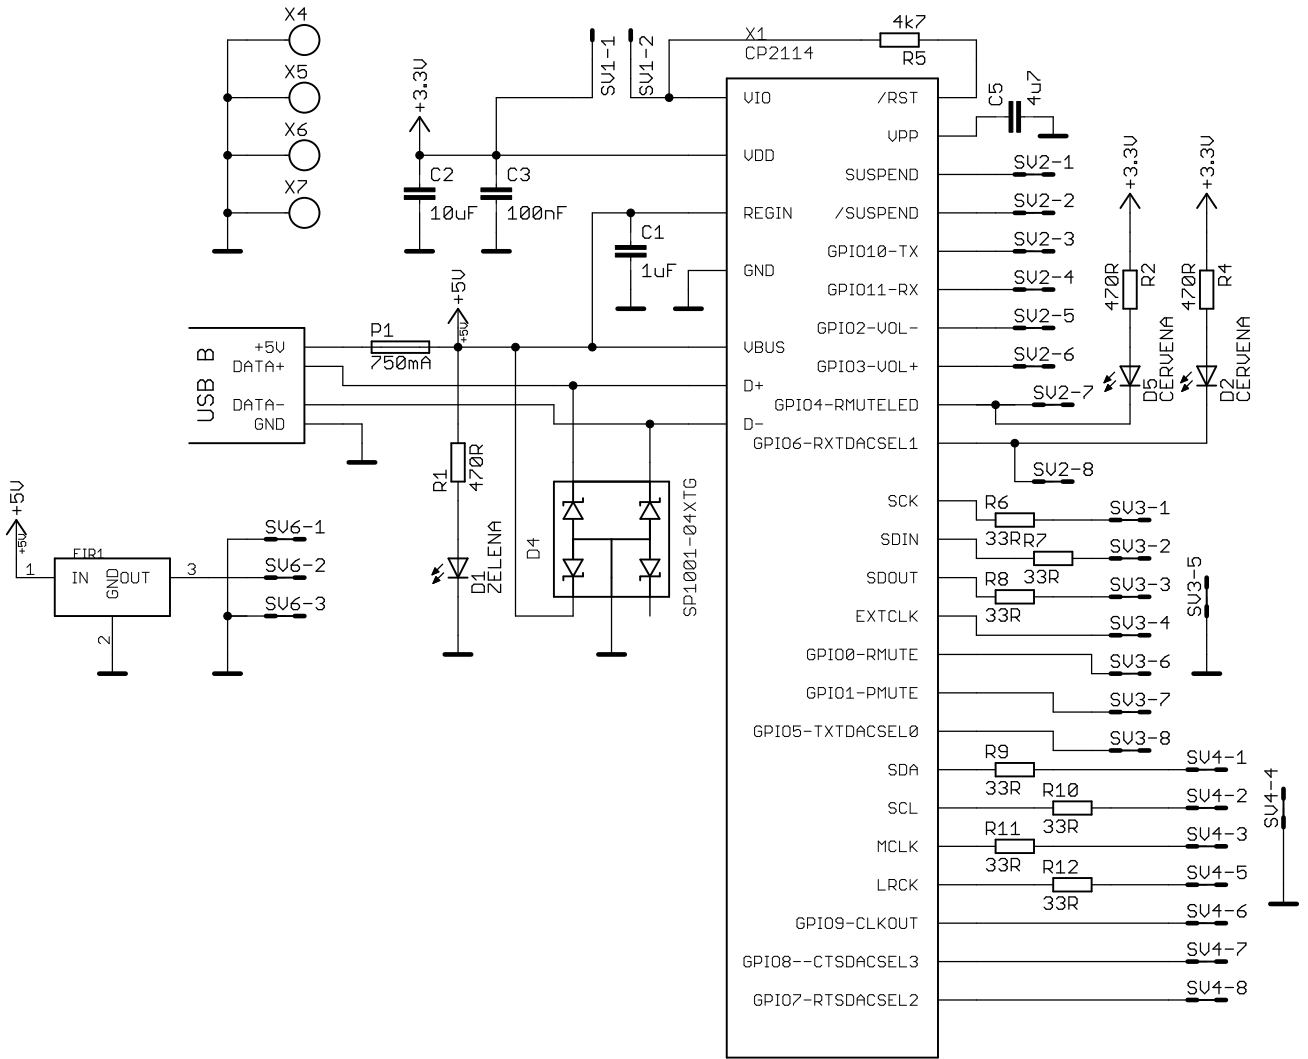 X4
X5
X6
X7
+3.3V
C2
10uF
C3
100nF
SV1-1
SV1-2
X1
CP2114
4k7
R5
C5
4u7
C1
1uF
VIO
VDD
REGIN
GND
VBUS
D+
D-
/RST
VPP
SUSPEND
/SUSPEND
GPIO10-TX
GPIO11-RX
GPIO2-VOL-
GPIO3-VOL+
GPIO4-RMUTELED
GPIO6-RXTDACSEL1
SCK
SDIN
SDOUT
EXTCLK
GPIO0-RMUTE
GPIO1-PMUTE
GPIO5-TXTDACSEL0
SDA
SCL
MCLK
LRCK
GPIO9-CLKOUT
GPIO8--CTSDACSEL3
GPIO7-RTSDACSEL2
SV2-1
SV2-2
SV2-3
SV2-4
SV2-5
SV2-6
SV2-7
SV2-8
+3.3V
470R
R2
D5
CERVENA
+3.3V
470R
R4
D2
CERVENA
USB B
+5V
DATA+
DATA-
GND
P1
750mA
+5V
+5V
R1
470R
D1
ZELENA
D4
SP1001-04XTG
+5V
+5V
1
FIR1
IN
GND
OUT
2
3
SV6-1
SV6-2
SV6-3
R6
33R
R7
33R
R8
33R
SV3-1
SV3-2
SV3-3
SV3-4
SV3-5
SV3-6
SV3-7
SV3-8
R9
33R
R10
33R
R11
33R
R12
33R
SV4-1
SV4-2
SV4-3
SV4-4
SV4-5
SV4-6
SV4-7
SV4-8